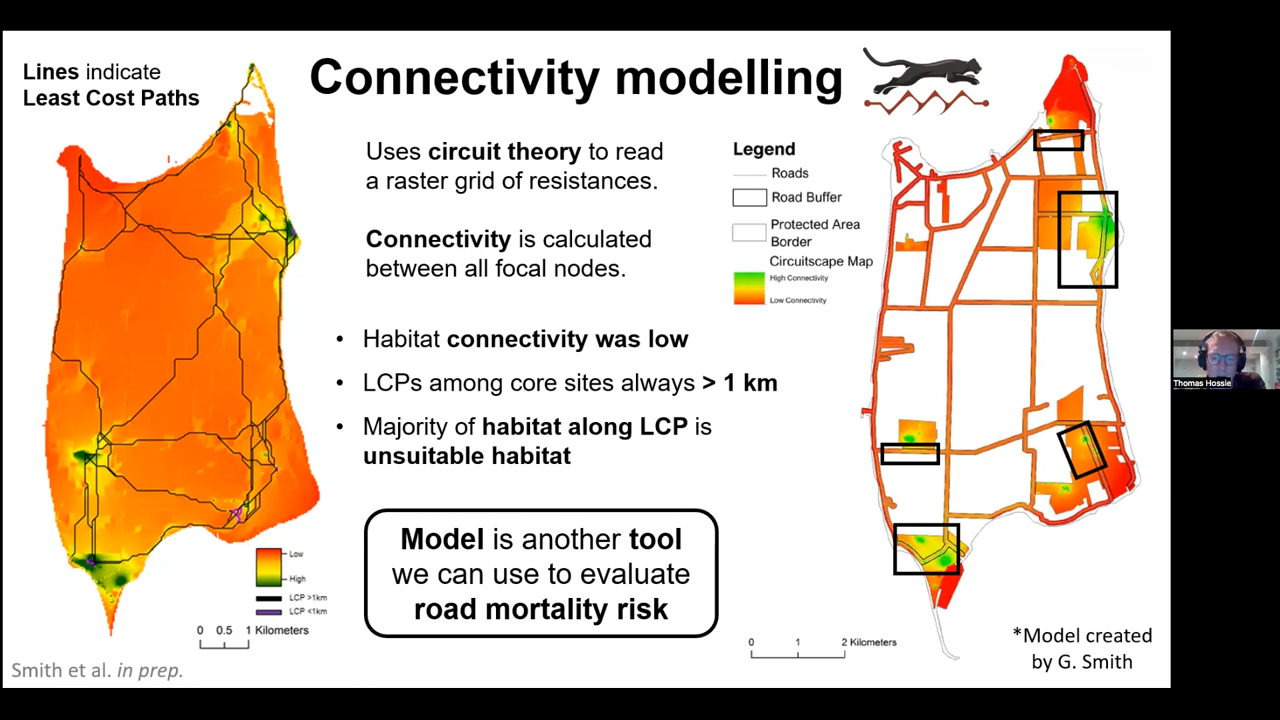 Lines indicate
Least Cost Paths
Connectivity modelling
Uses circuit theory to read
a raster grid of resistances.
Connectivity is calculated
between all focal nodes.
• Habitat connectivity was low
• LCPs among core sites always > 1 km
• Majority of habitat along LCP is
unsuitable habitat
Model is another tool
we can use to evaluate
road mortality risk
Low
High
LCP >1km
LCP <1km
0 0.5 1 Kilometers
Smith et al. in prep.
Legend
Roads
Road Buffer
Protected Area
Border
Circuitscape Map
High Connectivity
Low Connectivity
0 1 2 Kilometers
*Model created
by G. Smith
Thomas Hossie